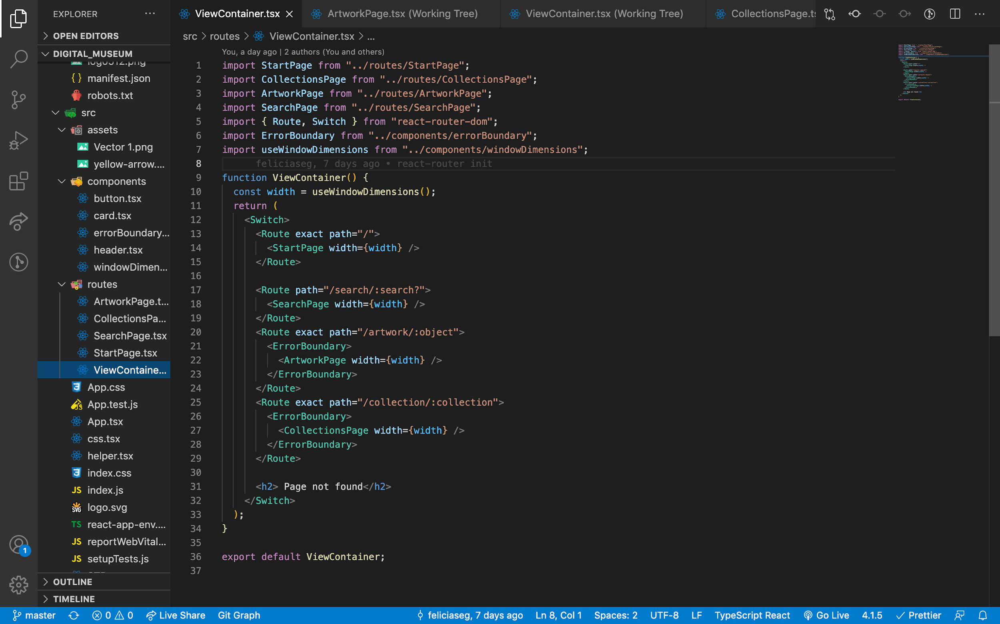 EXPLORER
OPEN EDITORS
DIGITAL_MUSEUM
logo512.png
manifest.json
robots.txt
src
assets
Vector 1.png
yellow-arrow....
components
button.tsx
card.tsx
errorBoundary...
header.tsx
windowDimen...
routes
ArtworkPage.t...
CollectionsPa...
SearchPage.tsx
StartPage.tsx
ViewContaine...
App.css
App.test.js
App.tsx
css.tsx
helper.tsx
index.css
JS index.js
logo.svg
TS react-app-env....
JS reportWebVital...
JS setupTests.js
OUTLINE
TIMELINE
1
ViewContainer.tsx
ArtworkPage.tsx (Working Tree)
ViewContainer.tsx (Working Tree)
CollectionsPage.ts
src > routes > ViewContainer.tsx > ...
You, a day ago | 2 authors (You and others)
1 import StartPage from "../routes/StartPage";
2 import CollectionsPage from "../routes/CollectionsPage";
3 import ArtworkPage from "../routes/ArtworkPage";
4 import SearchPage from "../routes/SearchPage";
5 import { Route, Switch } from "react-router-dom";
6 import ErrorBoundary from "../components/errorBoundary";
7 import useWindowDimensions from "../components/windowDimensions";
8 feliciaseg, 7 days ago • react-router init
9 function ViewContainer() {
10 const width = useWindowDimensions();
11 return (
12 <Switch>
13 <Route exact path="/">
14 <StartPage width={width} />
15 </Route>
16
17 <Route path="/search/:search?">
18 <SearchPage width={width} />
19 </Route>
20 <Route exact path="/artwork/:object">
21 <ErrorBoundary>
22 <ArtworkPage width={width} />
23 </ErrorBoundary>
24 </Route>
25 <Route exact path="/collection/:collection">
26 <ErrorBoundary>
27 <CollectionsPage width={width} />
28 </ErrorBoundary>
29 </Route>
30
31 <h2> Page not found</h2>
32 </Switch>
33 );
34 }
35
36 export default ViewContainer;
37
master
0
0
Live Share
Git Graph
feliciaseg, 7 days ago
Ln 8, Col 1
Spaces: 2
UTF-8
LF
TypeScript React
Go Live
4.1.5
Prettier